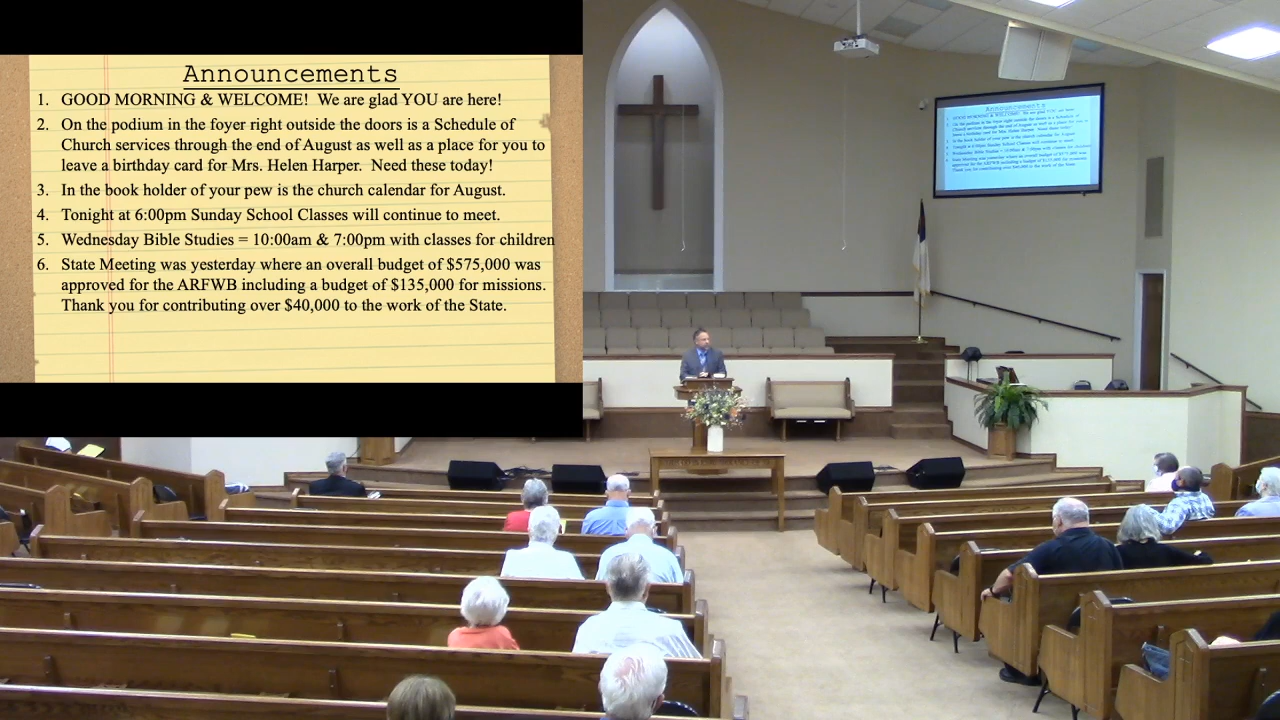 Announcements
1. GOOD MORNING & WELCOME! We are glad YOU are here!
2. On the podium in the foyer right outside the doors is a Schedule of
Church services through the end of August as well as a place for you to
leave a birthday card for Mrs. Helen Harper. Need these today!
3. In the book holder of your pew is the church calendar for August.
4. Tonight at 6:00pm Sunday School Classes will continue to meet.
5. Wednesday Bible Studies = 10:00am & 7:00pm with classes for children
6. State Meeting was yesterday where an overall budget of $575,000 was
approved for the ARFWB including a budget of $135,000 for missions.
Thank you for contributing over $40,000 to the work of the State.